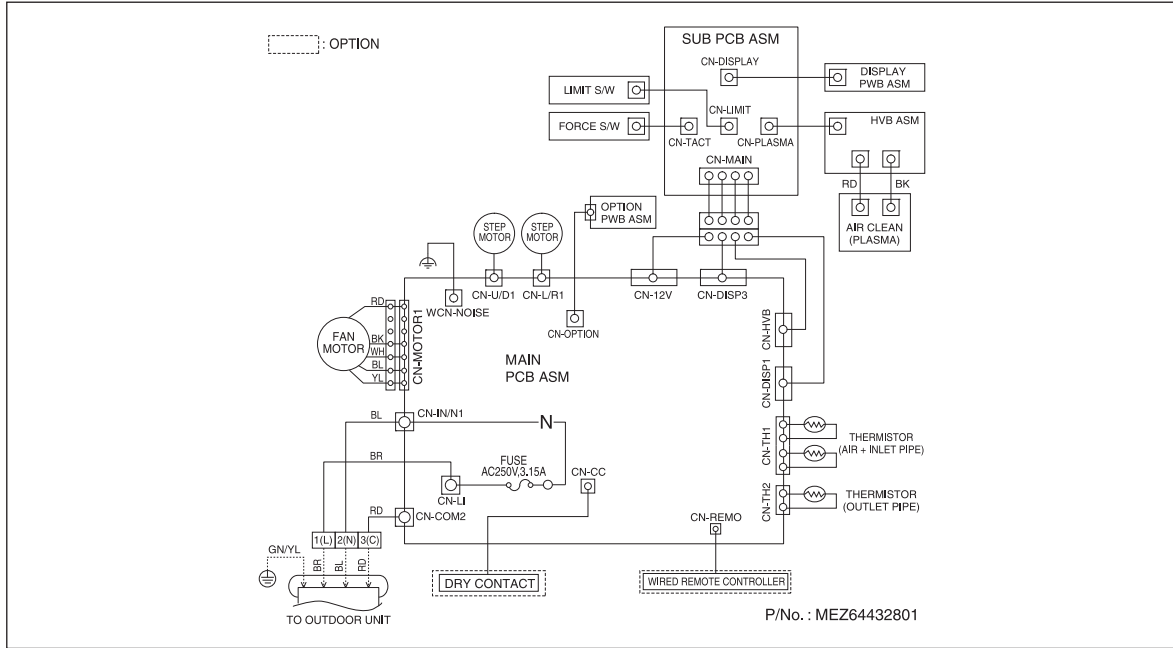 : OPTION
SUB PCB ASM
CN-DISPLAY
DISPLAY
PWB ASM
LIMIT S/W
CN-LIMIT
HVB ASM
FORCE S/W
CN-TACT
CN-PLASMA
CN-MAIN
RD
BK
AIR CLEAN
(PLASMA)
OPTION
PWB ASM
STEP
MOTOR
STEP
MOTOR
CN-U/D1
CN-L/R1
CN-12V
CN-DISP3
WCN-NOISE
CN-OPTION
RD
BK
WH
BL
YL
FAN
MOTOR
CN-MOTOR1
MAIN
PCB ASM
CN-HVB
CN-DISP1
BL
CN-IN/N1
N
BR
FUSE
AC250V,3.15A
CN-CC
CN-LI
CN-TH1
THERMISTOR
(AIR + INLET PIPE)
CN-TH2
THERMISTOR
(OUTLET PIPE)
RD
CN-COM2
CN-REMO
1(L) 2(N) 3(C)
GN/YL
BR
BL
RD
DRY CONTACT
WIRED REMOTE CONTROLLER
TO OUTDOOR UNIT
P/No. : MEZ64432801